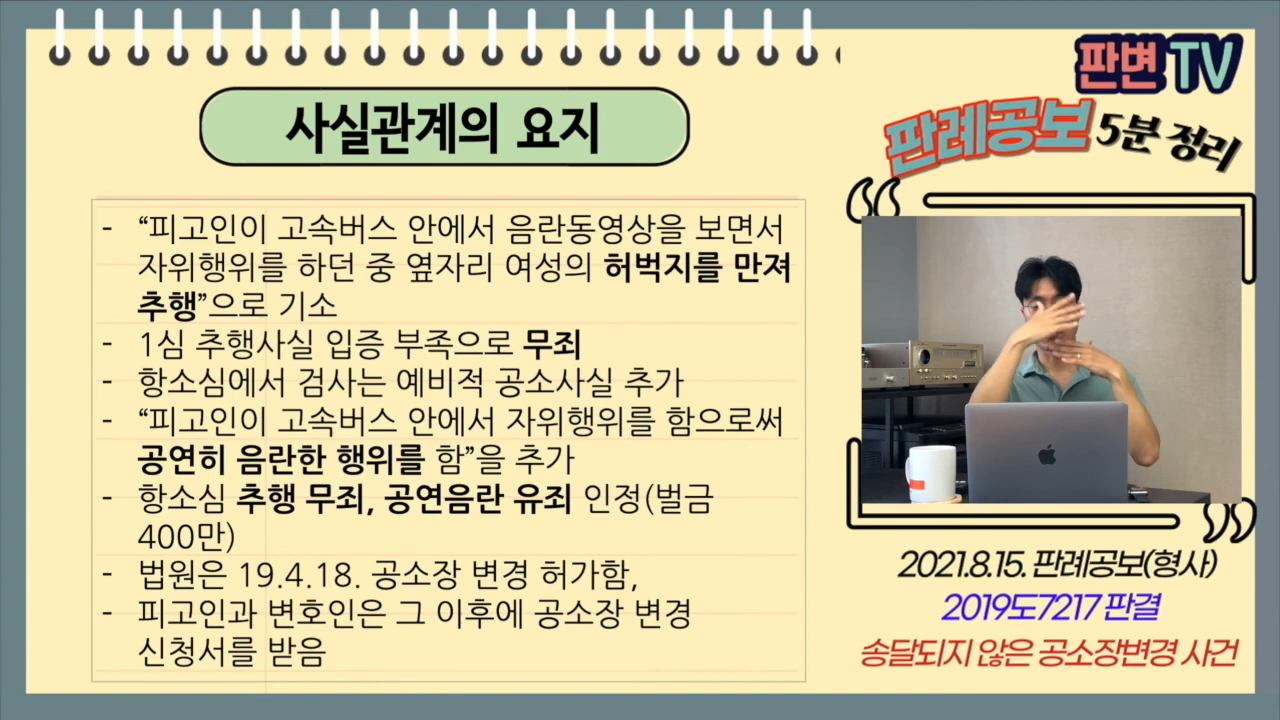 판변 TV
판례공보 5분 정리
사실관계의 요지
- “피고인이 고속버스 안에서 음란동영상을 보면서
자위행위를 하던 중 옆자리 여성의 허벅지를 만져
추행”으로 기소
- 1심 추행사실 입증 부족으로 무죄
- 항소심에서 검사는 예비적 공소사실 추가
- “피고인이 고속버스 안에서 자위행위를 함으로써
공연히 음란한 행위를 함”을 추가
- 항소심 추행 무죄, 공연음란 유죄 인정(벌금
400만)
- 법원은 19.4.18. 공소장 변경 허가함,
- 피고인과 변호인은 그 이후에 공소장 변경
신청서를 받음
2021.8.15. 판례공보(형사)
2019도7217 판결
송달되지 않은 공소장변경 사건